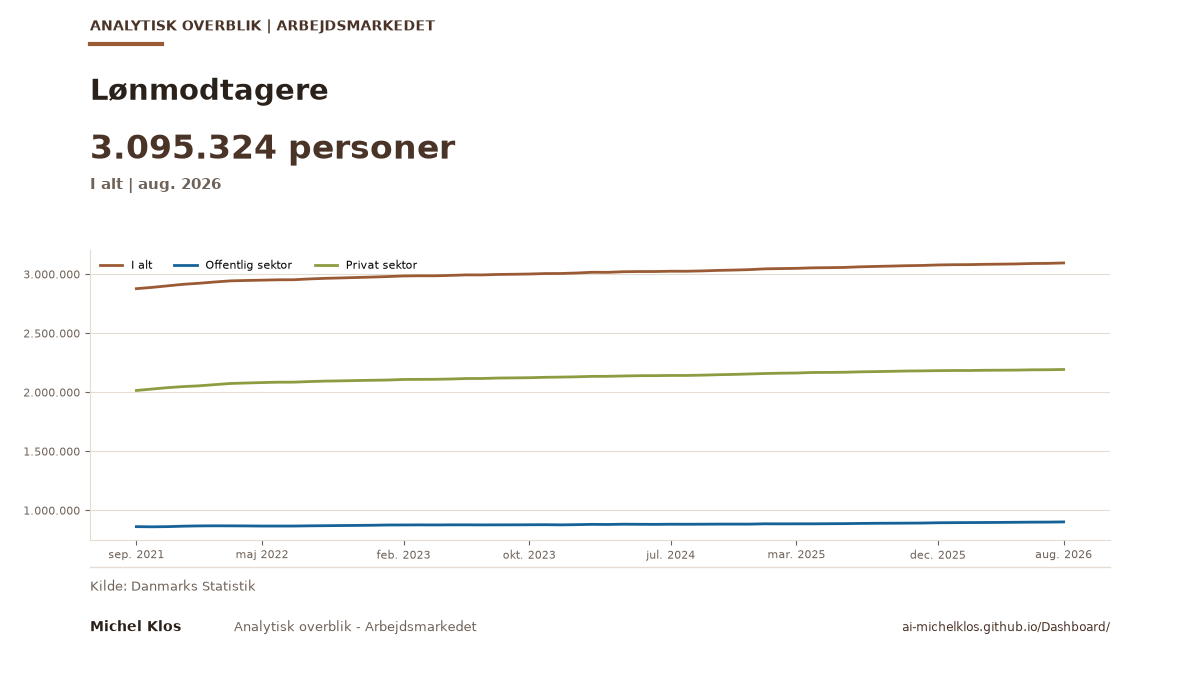 ANALYTISK OVERBLIK | ARBEJDSMARKEDET
Lønmodtagere
3.095.324 personer
I alt | aug. 2026
I alt Offentlig sektor Privat sektor
3.000.000
2.500.000
2.000.000
1.500.000
1.000.000
sep. 2021 maj 2022 feb. 2023 okt. 2023 jul. 2024 mar. 2025 dec. 2025 aug. 2026
Kilde: Danmarks Statistik
Michel Klos Analytisk overblik - Arbejdsmarkedet ai-michelklos.github.io/Dashboard/